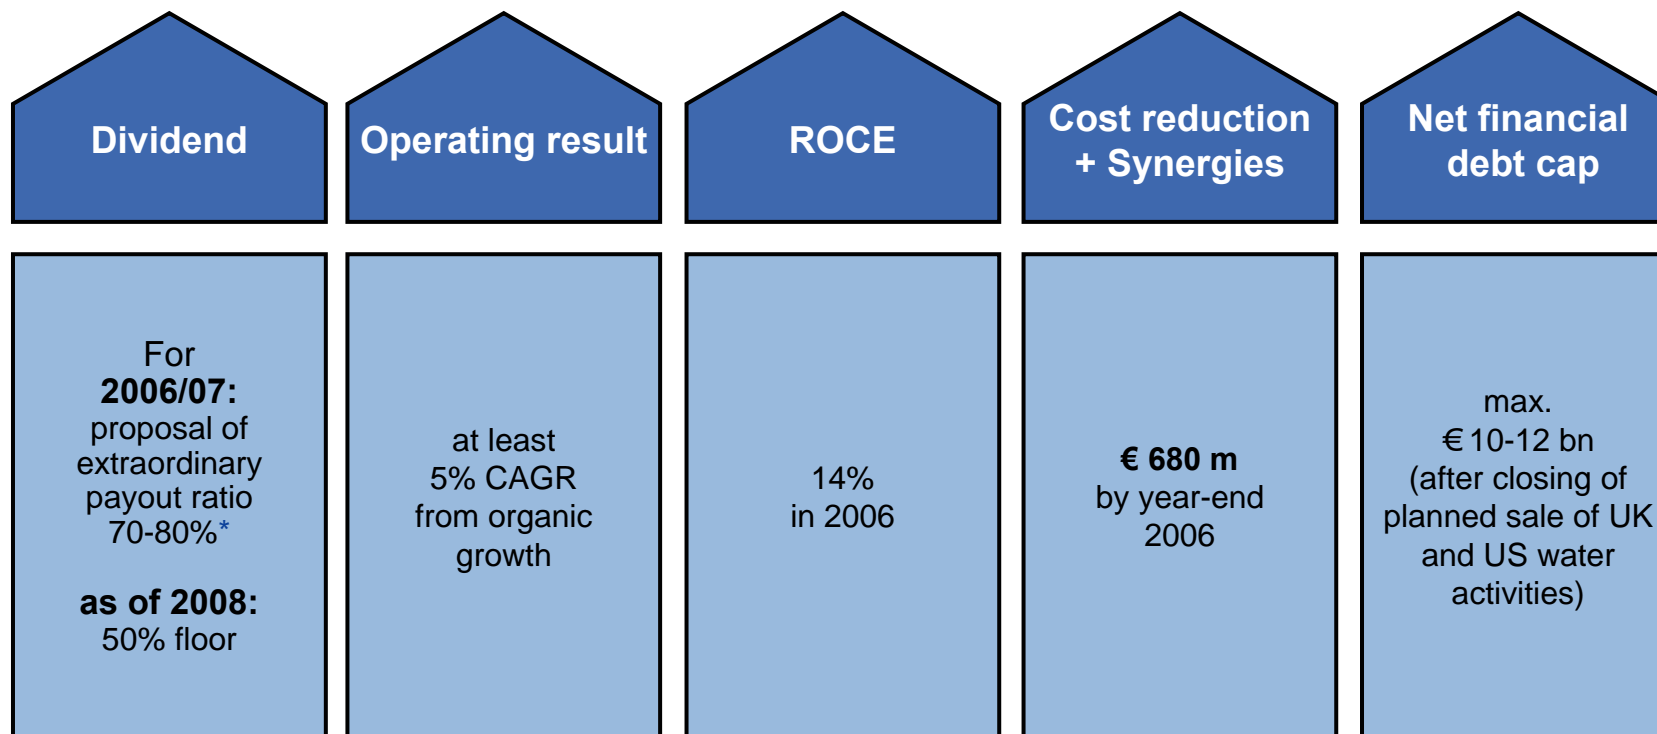 Dividend
Operating result
ROCE
Cost reduction
+ Synergies
Net financial
debt cap
For
2006/07:
proposal of
extraordinary
payout ratio
70-80%*
as of 2008:
50% floor
at least
5% CAGR
from organic
growth
14%
in 2006
€ 680 m
by year-end
2006
max.
€ 10-12 bn
(after closing of
planned sale of UK
and US water
activities)